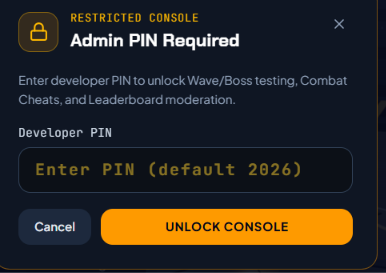 RESTRICTED CONSOLE
Admin PIN Required
Enter developer PIN to unlock Wave/Boss testing, Combat
Cheats, and Leaderboard moderation.
Developer PIN
Enter PIN (default 2026)
Cancel
UNLOCK CONSOLE